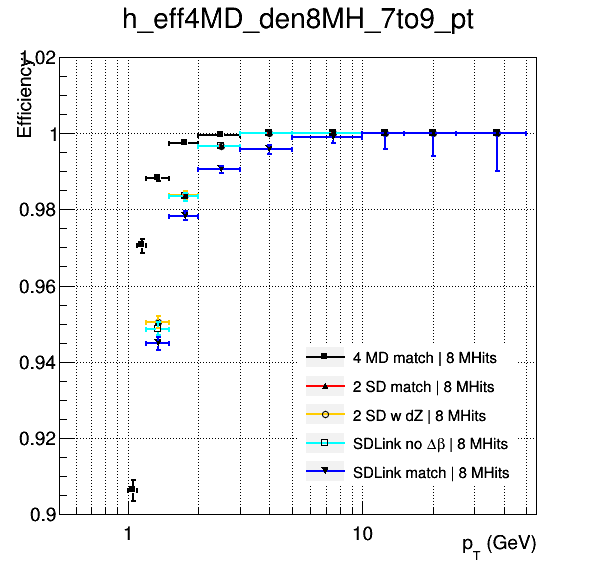 h_eff4MD_den8MH_7to9_pt
Efficiency
1.02
1
0.98
0.96
0.94
0.92
0.9
4 MD match | 8 MHits
2 SD match | 8 MHits
2 SD w dZ | 8 MHits
SDLink no Δβ | 8 MHits
SDLink match | 8 MHits
1
10
p_T (GeV)